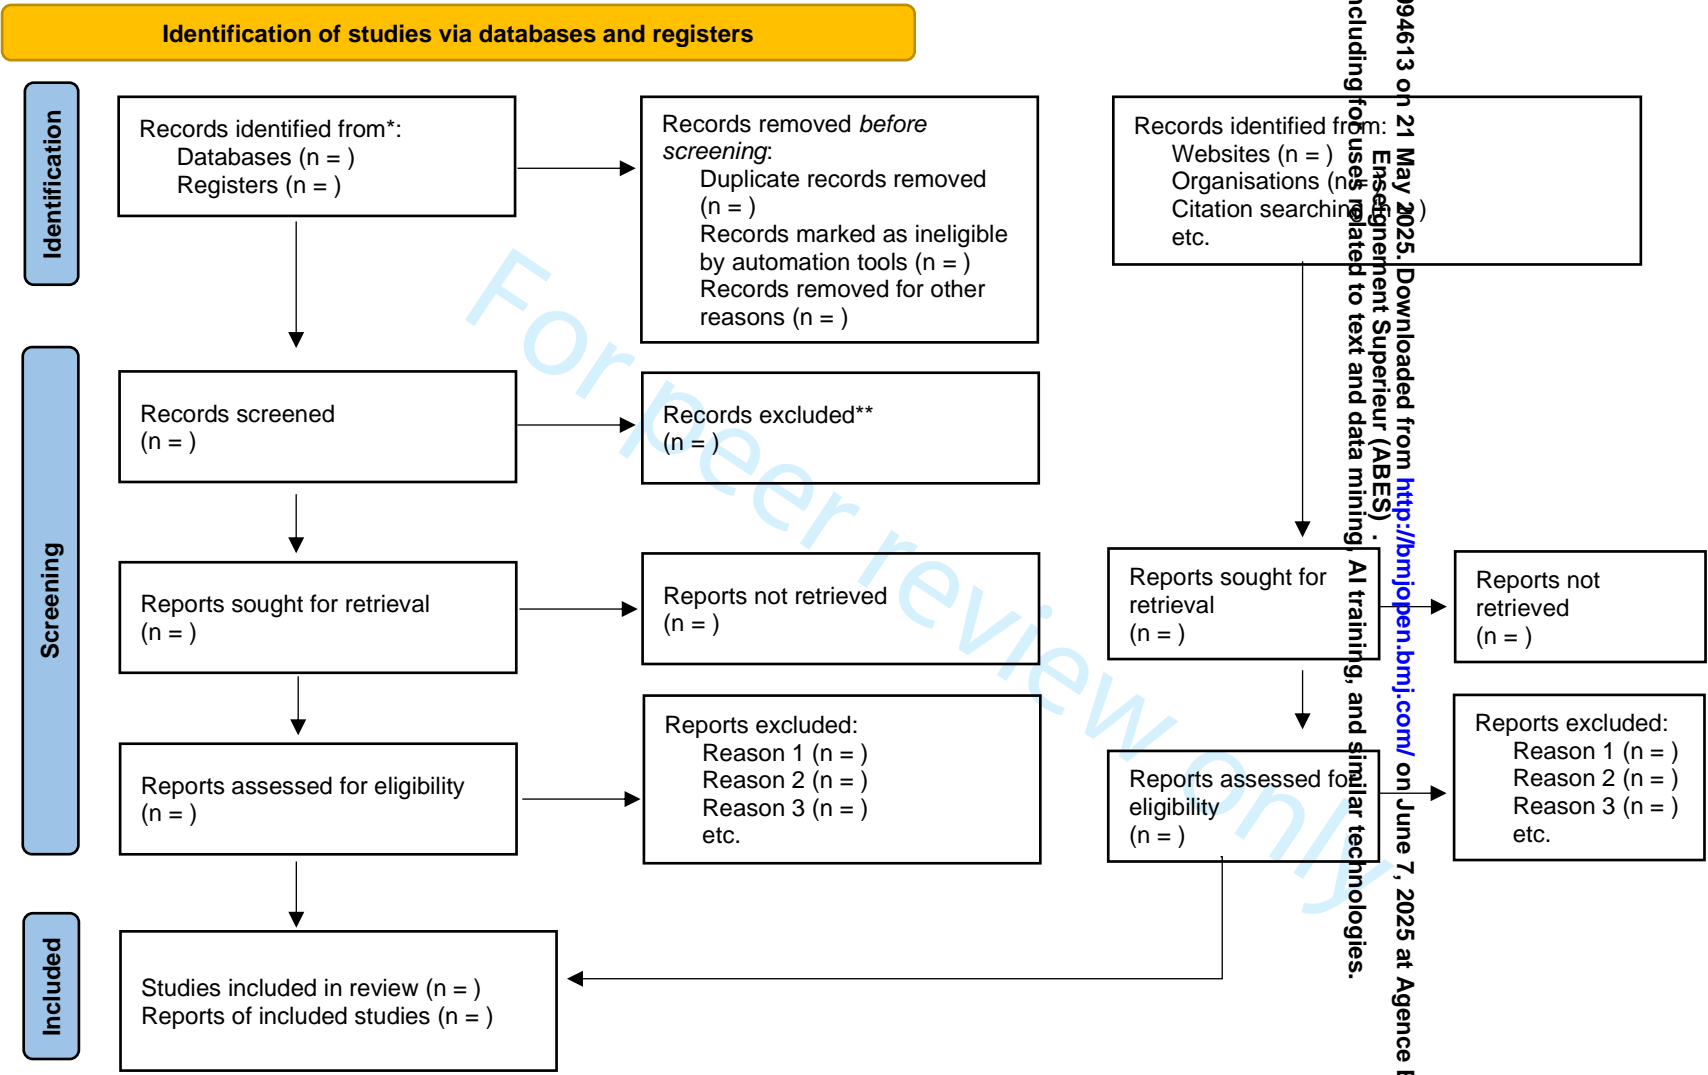 Identification of studies via databases and registers
Identification
Records identified from*:
Databases (n = )
Registers (n = )
Records removed before
screening:
Duplicate records removed
(n = )
Records marked as ineligible
by automation tools (n = )
Records removed for other
reasons (n = )
Records identified from:
Websites (n = )
Organisations (n
Citation searching
)
etc.
Screening
Records screened
(n = )
Records excluded**
(n = )
Reports sought for retrieval
(n = )
Reports not retrieved
(n = )
Reports sought for
retrieval
(n = )
Reports not
retrieved
(n = )
Reports assessed for eligibility
(n = )
Reports excluded:
Reason 1 (n = )
Reason 2 (n = )
Reason 3 (n = )
etc.
Reports assessed for
eligibility
(n = )
Reports excluded:
Reason 1 (n = )
Reason 2 (n = )
Reason 3 (n = )
etc.
Included
Studies included in review (n = )
Reports of included studies (n = )
For peer review only
994613 on 21 May 2025. Downloaded from http://bmjopen.bmj.com/ on June 7, 2025 at Agence
Enseignement Superieur (ABES) .
ncluding for uses related to text and data mining, AI training, and similar technologies.